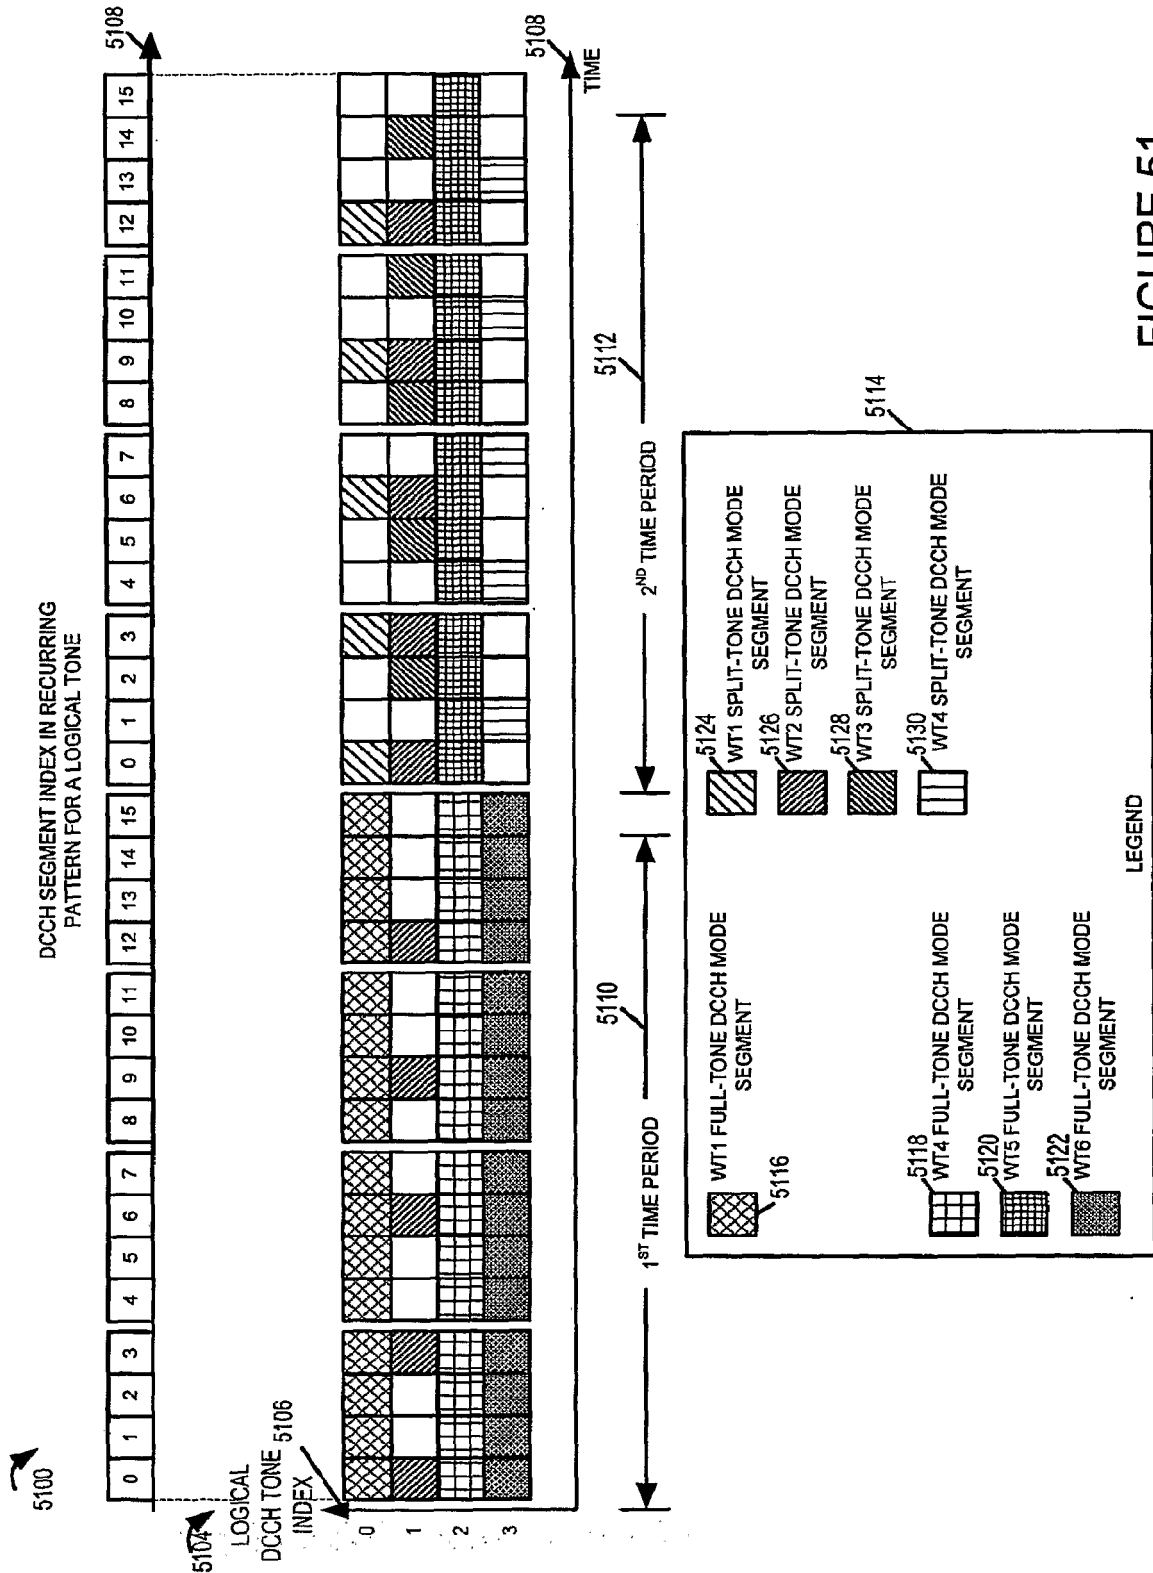 5100
DCCH SEGMENT INDEX IN RECURRING
PATTERN FOR A LOGICAL TONE
0 1 2 3 4 5 6 7 8 9 10 11 12 13 14 15 0 1 2 3 4 5 6 7 8 9 10 11 12 13 14 15
5108
5104
LOGICAL
DCCH TONE
INDEX
5106
0
1
2
3
5108
TIME
5110
5112
1ST TIME PERIOD
2ND TIME PERIOD
5114
WT1 FULL-TONE DCCH MODE
SEGMENT
5116
5118
WT4 FULL-TONE DCCH MODE
SEGMENT
5120
WT5 FULL-TONE DCCH MODE
SEGMENT
5122
WT6 FULL-TONE DCCH MODE
SEGMENT
5124
WT1 SPLIT-TONE DCCH MODE
SEGMENT
5126
WT2 SPLIT-TONE DCCH MODE
SEGMENT
5128
WT3 SPLIT-TONE DCCH MODE
SEGMENT
5130
WT4 SPLIT-TONE DCCH MODE
SEGMENT
LEGEND
FIGURE 51